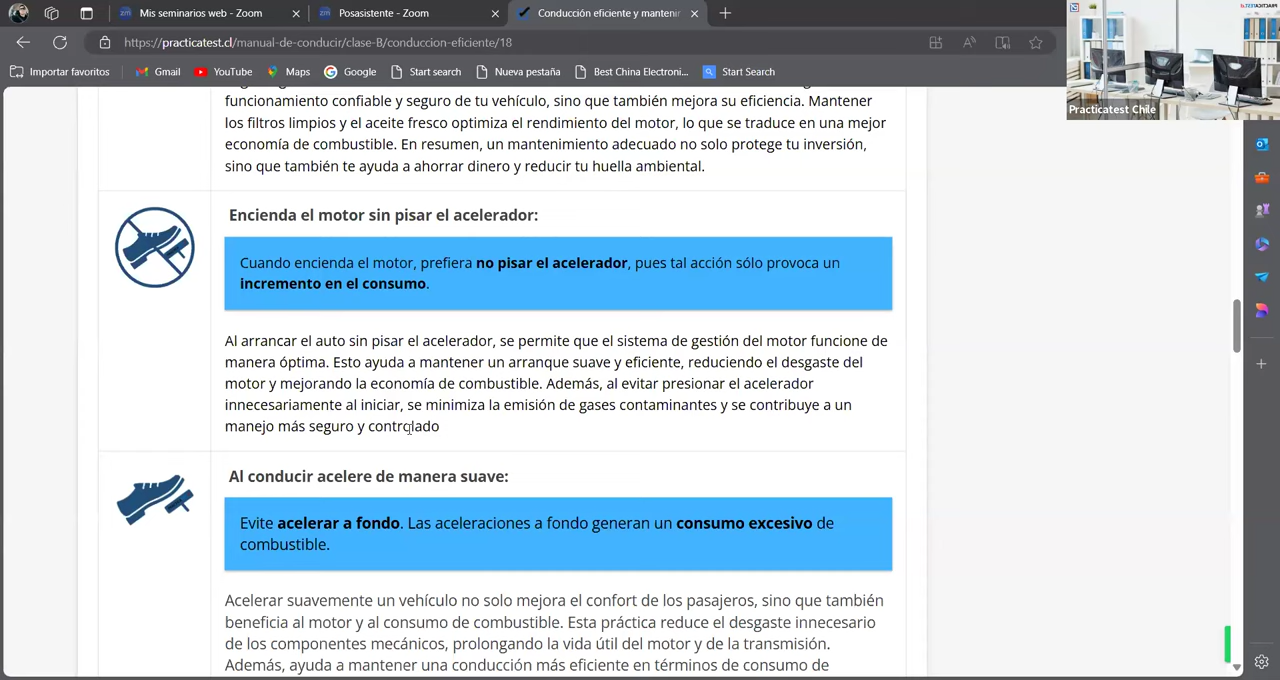 Mis seminarios web - Zoom
Posasistente - Zoom
Conducción eficiente y mantenir
https://practicatest.cl/manual-de-conducir/clase-B/conduccion-eficiente/18
Importar favoritos
Gmail
YouTube
Maps
Google
Start search
Nueva pestaña
Best China Electroni...
Start Search
Practicatest Chile
funcionamiento confiable y seguro de tu vehículo, sino que también mejora su eficiencia. Mantener
los filtros limpios y el aceite fresco optimiza el rendimiento del motor, lo que se traduce en una mejor
economía de combustible. En resumen, un mantenimiento adecuado no solo protege tu inversión,
sino que también te ayuda a ahorrar dinero y reducir tu huella ambiental.
Encienda el motor sin pisar el acelerador:
Cuando encienda el motor, prefiera no pisar el acelerador, pues tal acción sólo provoca un
incremento en el consumo.
Al arrancar el auto sin pisar el acelerador, se permite que el sistema de gestión del motor funcione de
manera óptima. Esto ayuda a mantener un arranque suave y eficiente, reduciendo el desgaste del
motor y mejorando la economía de combustible. Además, al evitar presionar el acelerador
innecesariamente al iniciar, se minimiza la emisión de gases contaminantes y se contribuye a un
manejo más seguro y controlado
Al conducir acelere de manera suave:
Evite acelerar a fondo. Las aceleraciones a fondo generan un consumo excesivo de
combustible.
Acelerar suavemente un vehículo no solo mejora el confort de los pasajeros, sino que también
beneficia al motor y al consumo de combustible. Esta práctica reduce el desgaste innecesario
de los componentes mecánicos, prolongando la vida útil del motor y de la transmisión.
Además, ayuda a mantener una conducción más eficiente en términos de consumo de